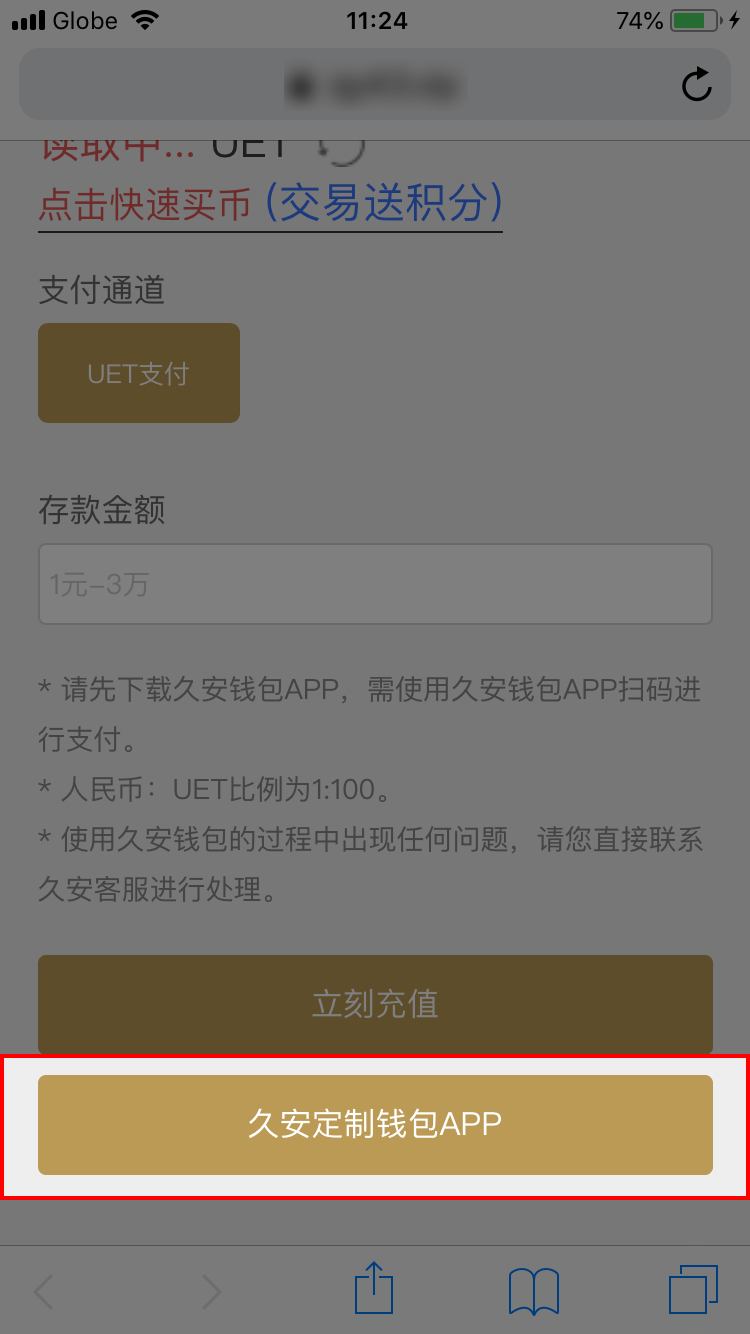 Globe 11:24 74%
读取中... UET
点击快速买币 (交易送积分)
支付通道
UET支付
存款金额
1元-3万
* 请先下载久安钱包APP，需使用久安钱包APP扫码进
行支付。
* 人民币：UET比例为1:100。
* 使用久安钱包的过程中出现任何问题，请您直接联系
久安客服进行处理。
立刻充值
久安定制钱包APP